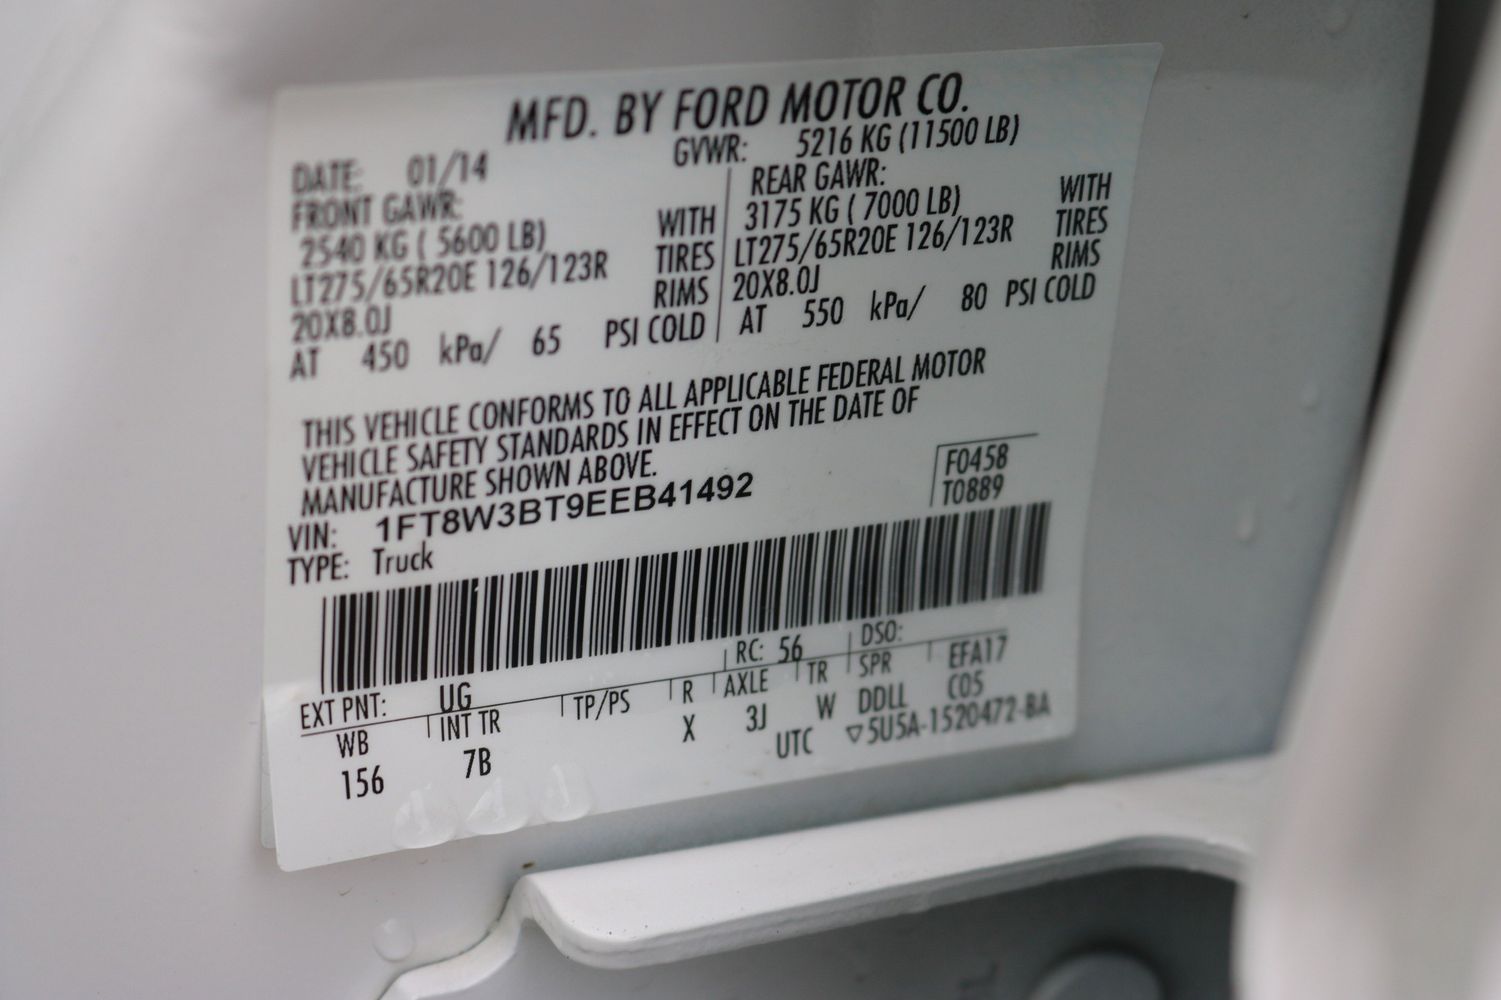 MFD. BY FORD MOTOR CO.
DATE: 01/14 GVWR: 5216 KG (11500 LB)
FRONT GAWR: REAR GAWR:
2540 KG ( 5600 LB) WITH 3175 KG ( 7000 LB) WITH
LT275/65R20E 126/123R TIRES LT275/65R20E 126/123R TIRES
20X8.0J RIMS 20X8.0J RIMS
AT 450 kPa/ 65 PSI COLD AT 550 kPa/ 80 PSI COLD
THIS VEHICLE CONFORMS TO ALL APPLICABLE FEDERAL MOTOR
VEHICLE SAFETY STANDARDS IN EFFECT ON THE DATE OF
MANUFACTURE SHOWN ABOVE.
VIN: 1FT8W3BT9EEB41492 F0458
TYPE: Truck T0889
EXT PNT: UG RC: 56 DSO:
WB INT TR TP/PS R AXLE TR SPR EFA17
156 7B X 3J W DDLL C05
UTC ▽5U5A-1520472-BA